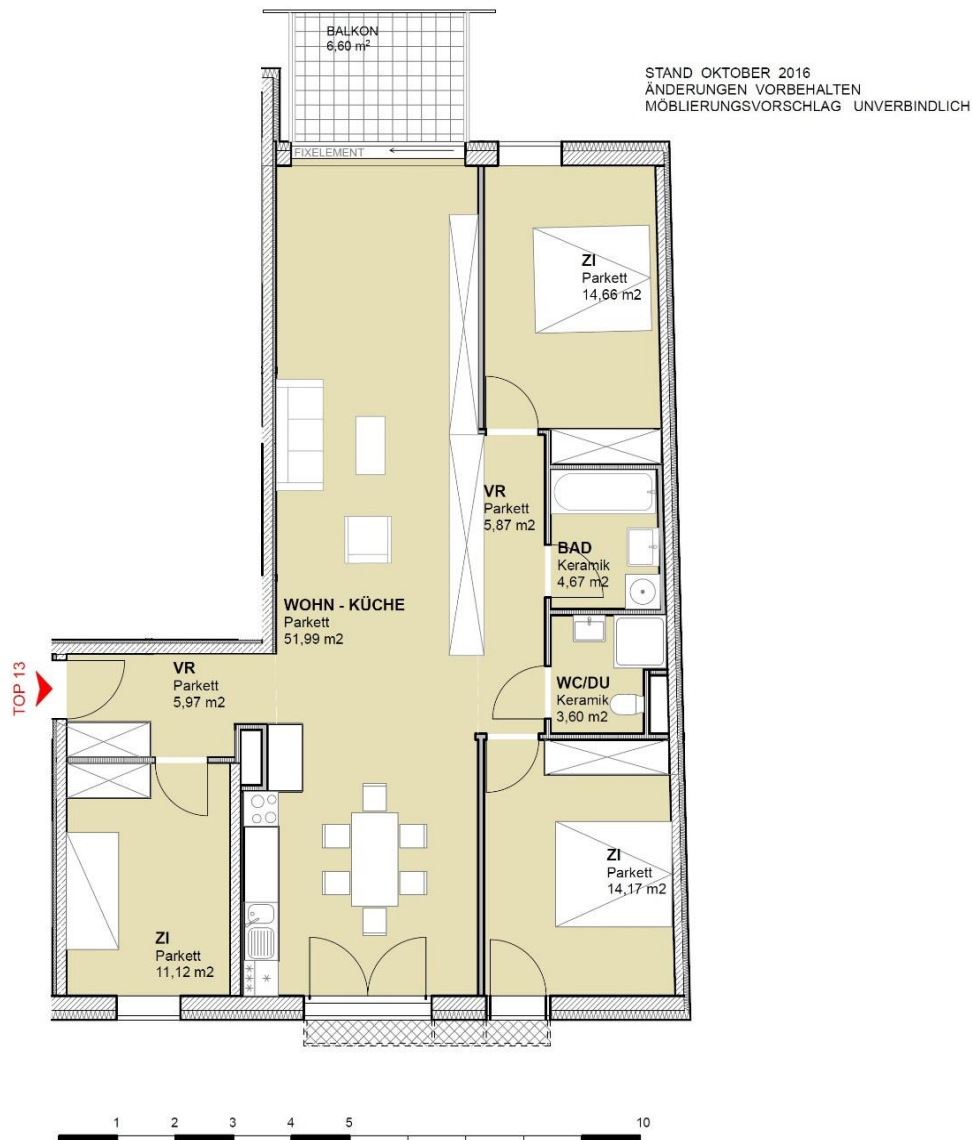 BALKON
6,60 m²
STAND OKTOBER 2016
ÄNDERUNGEN VORBEHALTEN
MÖBLIERUNGSVORSCHLAG UNVERBINDLICH
FIXELEMENT
ZI
Parkett
14,66 m2
VR
Parkett
5,87 m2
BAD
Keramik
4,67 m2
WOHN - KÜCHE
Parkett
51,99 m2
TOP 13
VR
Parkett
5,97 m2
WC/DU
Keramik
3,60 m2
ZI
Parkett
14,17 m2
ZI
Parkett
11,12 m2
1 2 3 4 5 10